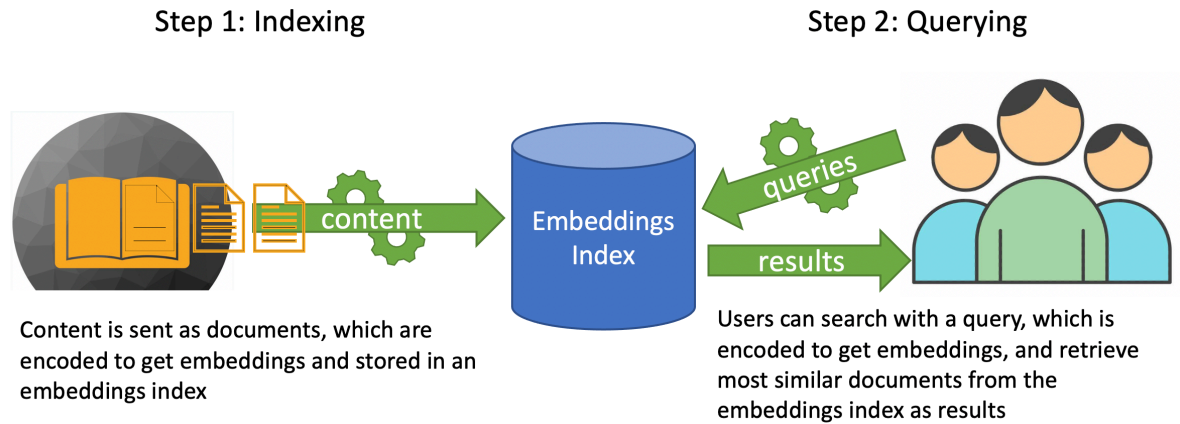 Step 1: Indexing
Step 2: Querying
content
Embeddings
Index
queries
results
Content is sent as documents, which are
encoded to get embeddings and stored in an
embeddings index
Users can search with a query, which is
encoded to get embeddings, and retrieve
most similar documents from the
embeddings index as results